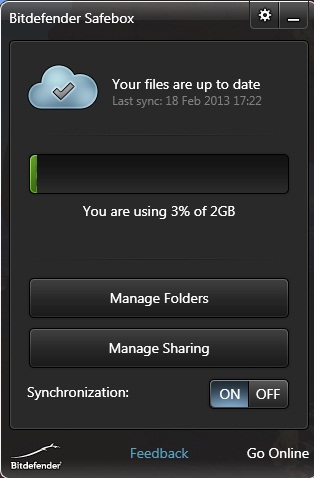 Bitdefender Safebox
Your files are up to date
Last sync: 18 Feb 2013 17:22
You are using 3% of 2GB
Manage Folders
Manage Sharing
Synchronization: ON OFF
Bitdefender Feedback Go Online